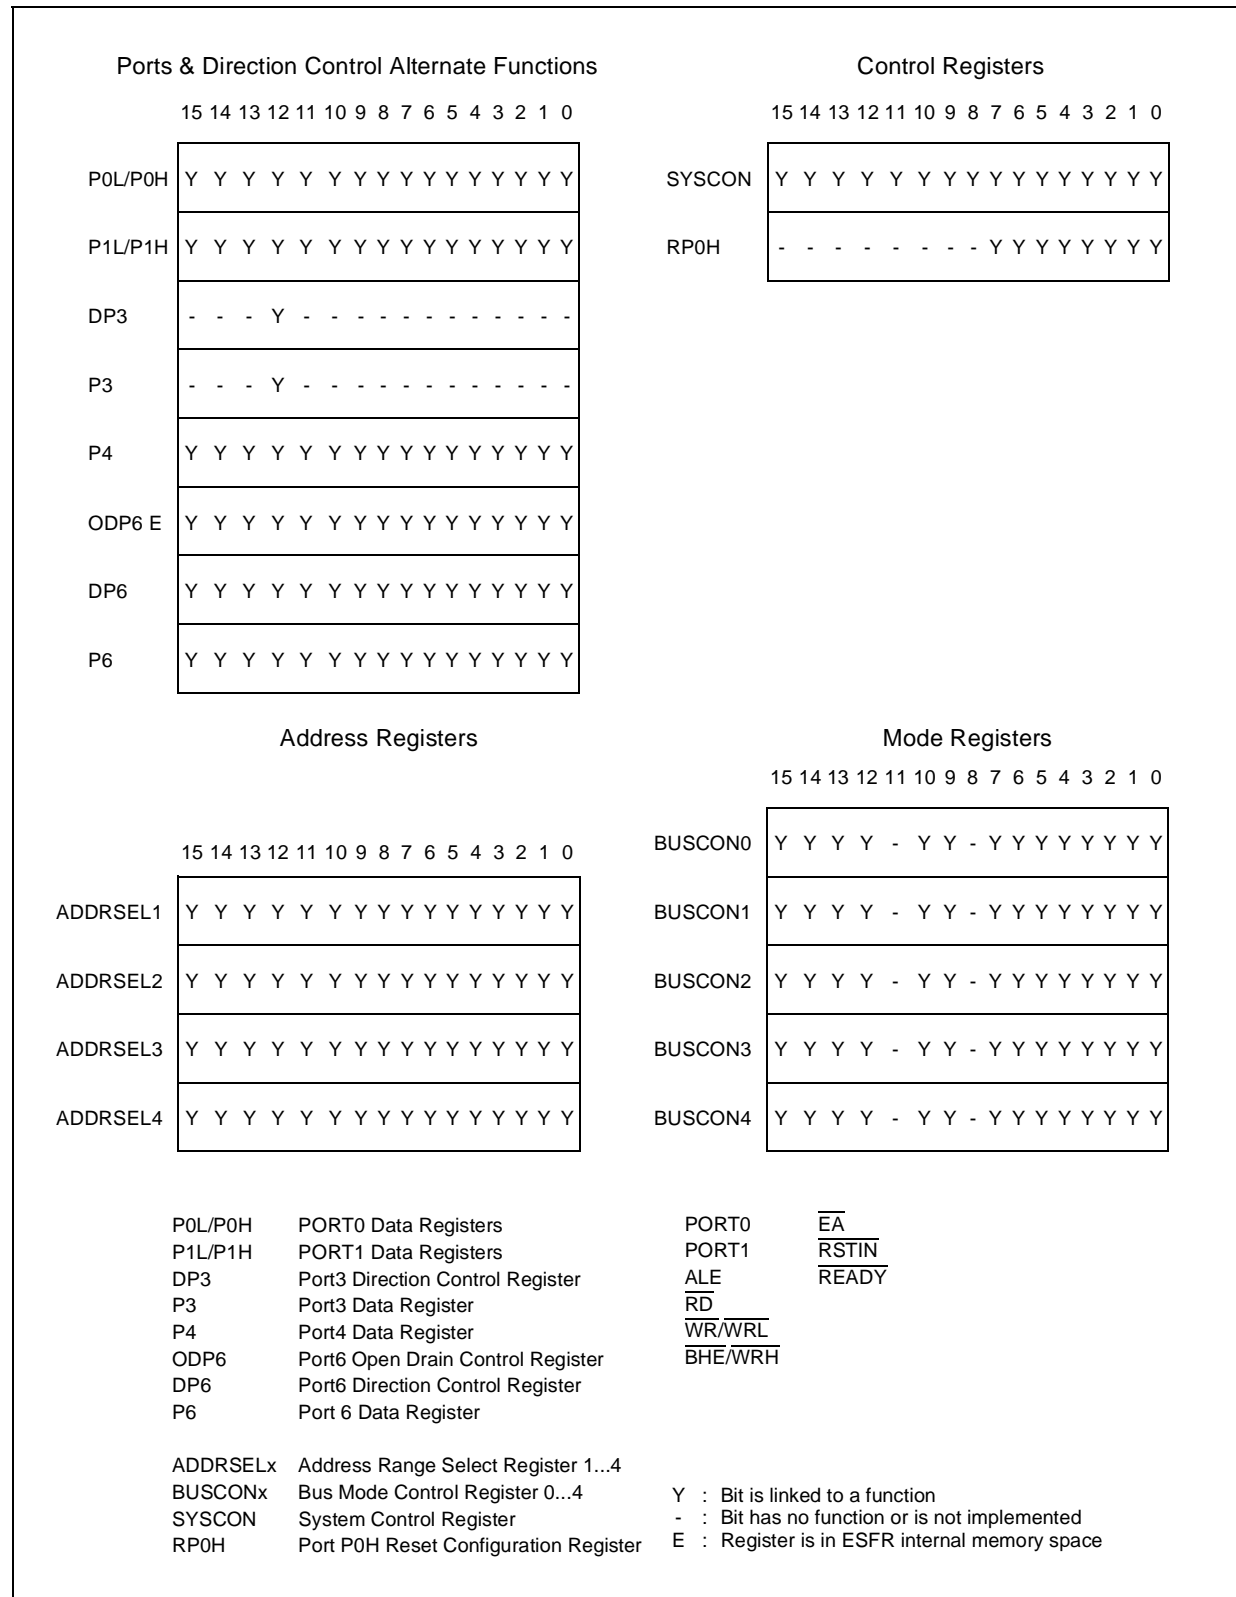 Ports & Direction Control Alternate Functions
15 14 13 12 11 10 9 8 7 6 5 4 3 2 1 0
P0L/P0H Y Y Y Y Y Y Y Y Y Y Y Y Y Y Y Y
P1L/P1H Y Y Y Y Y Y Y Y Y Y Y Y Y Y Y Y
DP3 - - - Y - - - - - - - - - - - -
P3 - - - Y - - - - - - - - - - - -
P4 Y Y Y Y Y Y Y Y Y Y Y Y Y Y Y Y
ODP6 E Y Y Y Y Y Y Y Y Y Y Y Y Y Y Y Y
DP6 Y Y Y Y Y Y Y Y Y Y Y Y Y Y Y Y
P6 Y Y Y Y Y Y Y Y Y Y Y Y Y Y Y Y
Control Registers
15 14 13 12 11 10 9 8 7 6 5 4 3 2 1 0
SYSCON Y Y Y Y Y Y Y Y Y Y Y Y Y Y Y Y
RP0H - - - - - - - - Y Y Y Y Y Y Y Y
Address Registers
15 14 13 12 11 10 9 8 7 6 5 4 3 2 1 0
ADDRSEL1 Y Y Y Y Y Y Y Y Y Y Y Y Y Y Y Y
ADDRSEL2 Y Y Y Y Y Y Y Y Y Y Y Y Y Y Y Y
ADDRSEL3 Y Y Y Y Y Y Y Y Y Y Y Y Y Y Y Y
ADDRSEL4 Y Y Y Y Y Y Y Y Y Y Y Y Y Y Y Y
Mode Registers
15 14 13 12 11 10 9 8 7 6 5 4 3 2 1 0
BUSCON0 Y Y Y Y - Y Y - Y Y Y Y Y Y Y Y
BUSCON1 Y Y Y Y - Y Y - Y Y Y Y Y Y Y Y
BUSCON2 Y Y Y Y - Y Y - Y Y Y Y Y Y Y Y
BUSCON3 Y Y Y Y - Y Y - Y Y Y Y Y Y Y Y
BUSCON4 Y Y Y Y - Y Y - Y Y Y Y Y Y Y Y
P0L/P0H PORT0 Data Registers
P1L/P1H PORT1 Data Registers
DP3 Port3 Direction Control Register
P3 Port3 Data Register
P4 Port4 Data Register
ODP6 Port6 Open Drain Control Register
DP6 Port6 Direction Control Register
P6 Port 6 Data Register
ADDRSELx Address Range Select Register 1...4
BUSCONx Bus Mode Control Register 0...4
SYSCON System Control Register
RP0H Port P0H Reset Configuration Register
PORT0 EA
PORT1 RSTIN
ALE READY
RD
WR/WRL
BHE/WRH
Y : Bit is linked to a function
- : Bit has no function or is not implemented
E : Register is in ESFR internal memory space